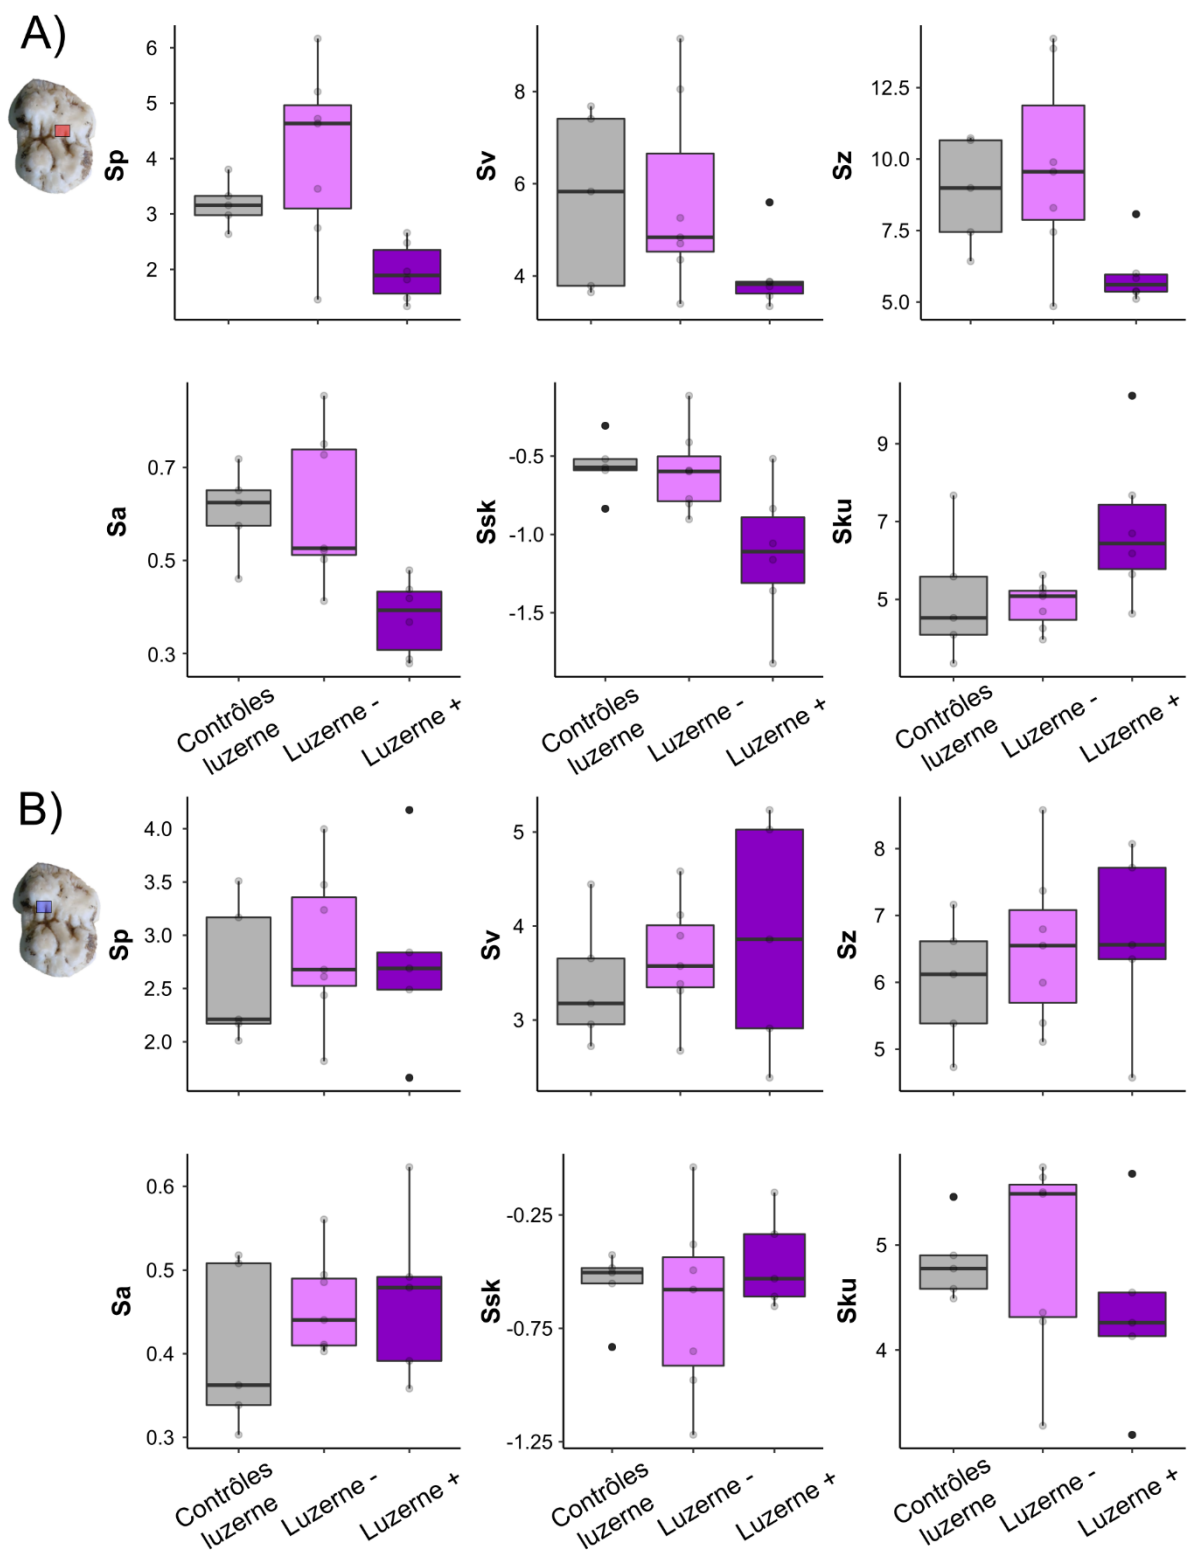 A)
Sp
6
5
4
3
2
Sv
8
6
4
Sz
12.5
10.0
7.5
5.0
Sa
0.7
0.5
0.3
Contrôles
luzerne
Luzerne -
Luzerne +
Ssk
-0.5
-1.0
-1.5
Contrôles
luzerne
Luzerne -
Luzerne +
Sku
9
7
5
Contrôles
luzerne
Luzerne -
Luzerne +
B)
Sp
4.0
3.5
3.0
2.5
2.0
Sv
5
4
3
Sz
8
7
6
5
Sa
0.6
0.5
0.4
0.3
Contrôles
luzerne
Luzerne -
Luzerne +
Ssk
-0.25
-0.75
-1.25
Contrôles
luzerne
Luzerne -
Luzerne +
Sku
5
4
Contrôles
luzerne
Luzerne -
Luzerne +